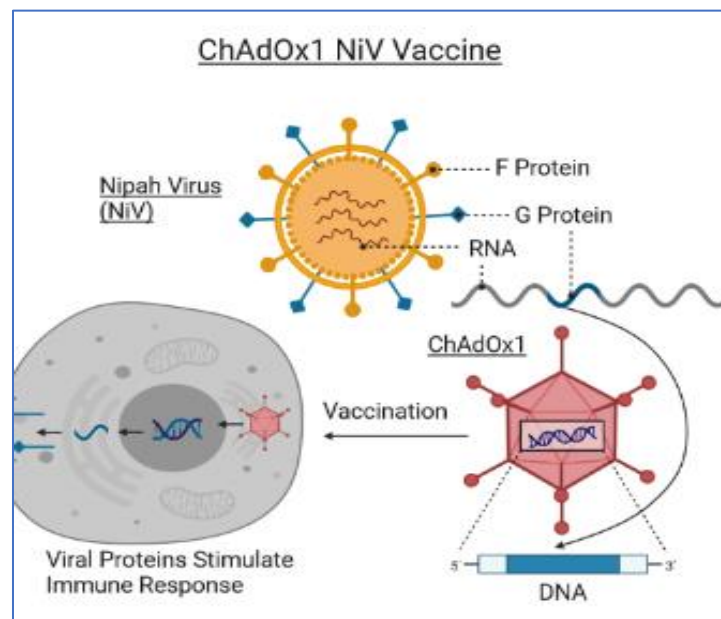 ChAdOx1 NiV Vaccine
Nipah Virus
(NiV)
F Protein
G Protein
RNA
ChAdOx1
Vaccination
Viral Proteins Stimulate
Immune Response
5′
3′
DNA